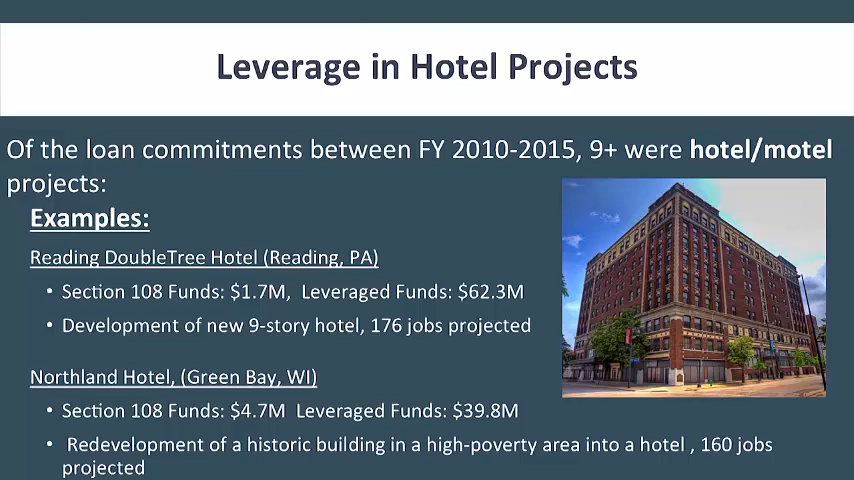 Leverage in Hotel Projects
Of the loan commitments between FY 2010-2015, 9+ were hotel/motel
projects:
Examples:
Reading DoubleTree Hotel (Reading, PA)
• Section 108 Funds: $1.7M, Leveraged Funds: $62.3M
• Development of new 9-story hotel, 176 jobs projected
Northland Hotel, (Green Bay, WI)
• Section 108 Funds: $4.7M Leveraged Funds: $39.8M
• Redevelopment of a historic building in a high-poverty area into a hotel , 160 jobs
projected